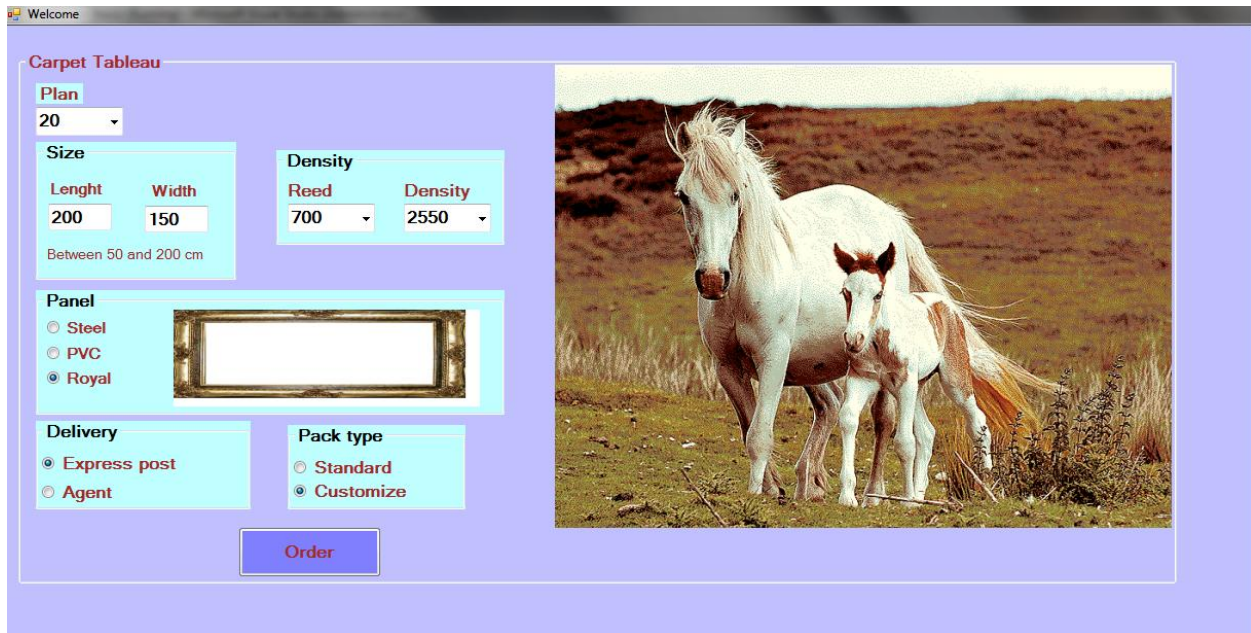 Welcome
Carpet Tableau
Plan
20
Size
Lenght Width
200 150
Between 50 and 200 cm
Density
Reed Density
700 2550
Panel
Steel
PVC
Royal
Delivery
Express post
Agent
Pack type
Standard
Customize
Order